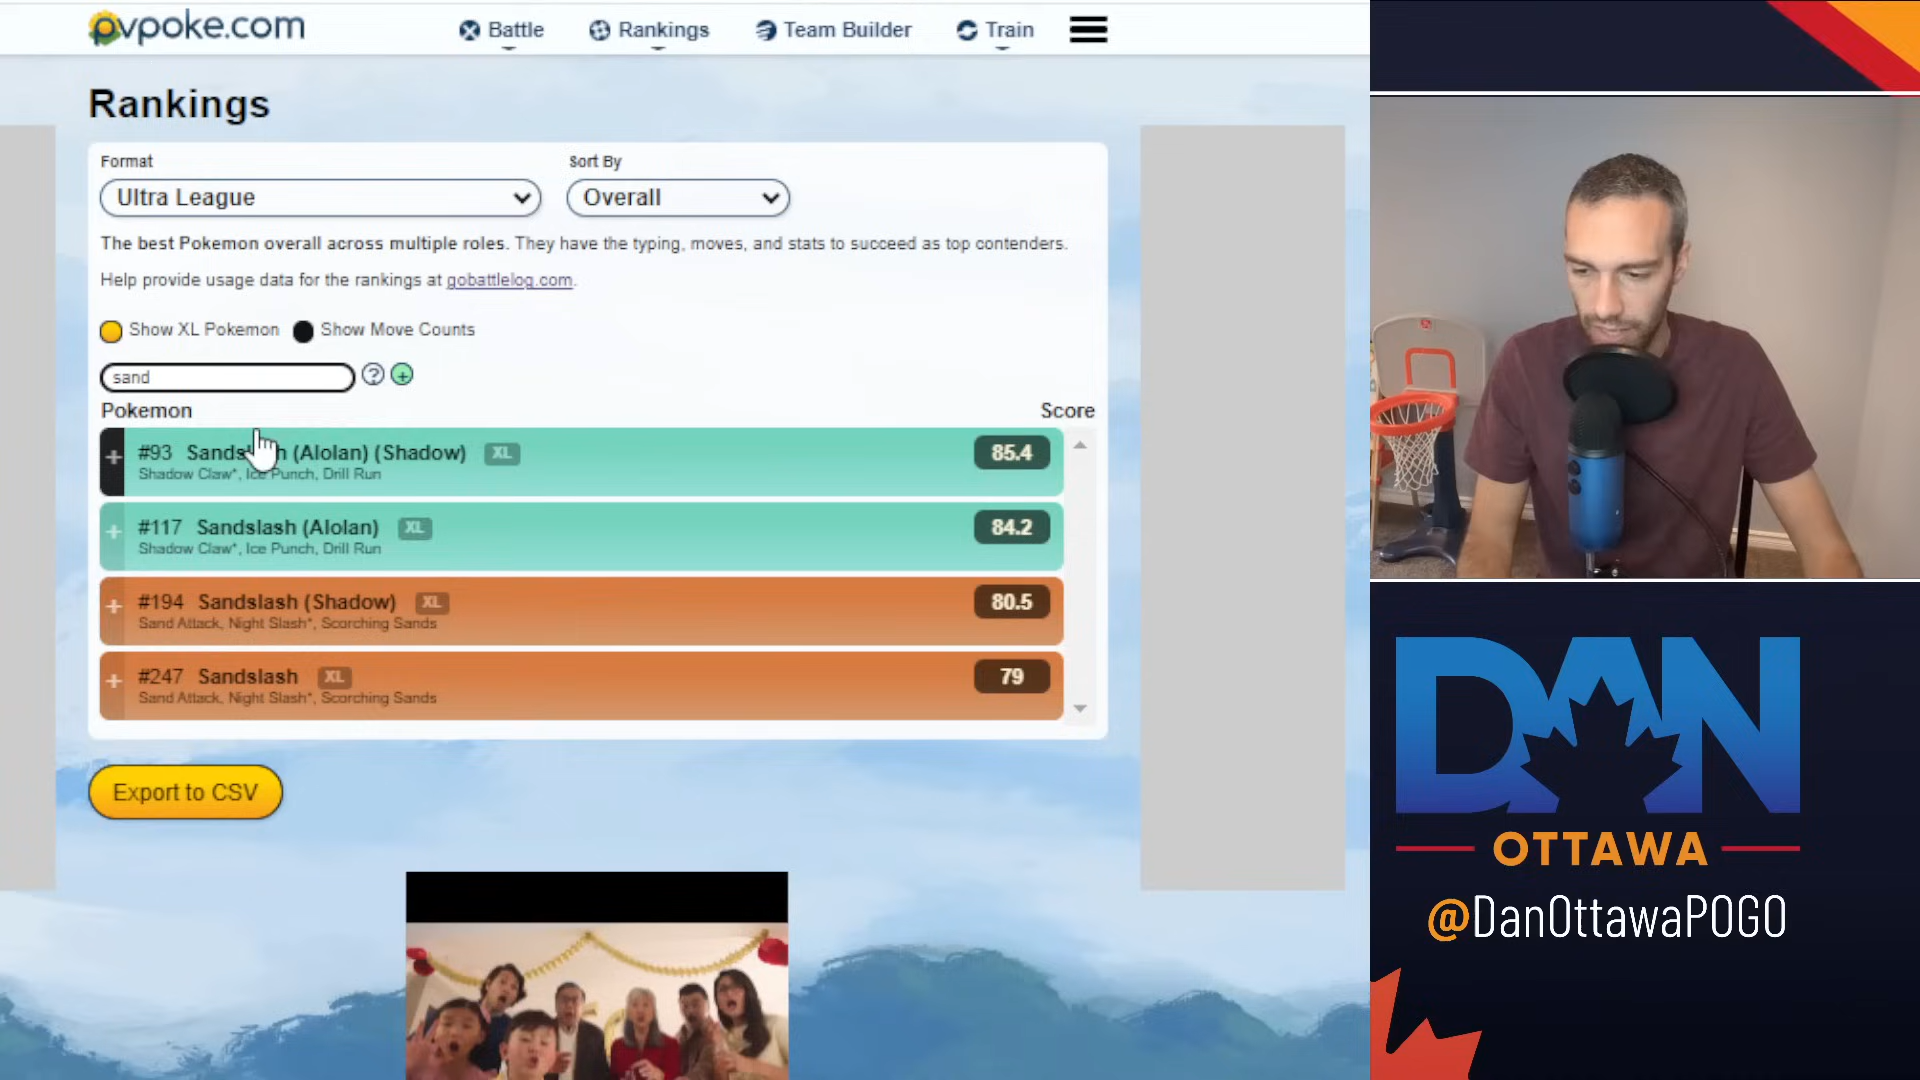 pvpoke.com
Battle
Rankings
Team Builder
Train
Rankings
Format
Sort By
Ultra League
Overall
The best Pokemon overall across multiple roles. They have the typing, moves, and stats to succeed as top contenders.
Help provide usage data for the rankings at gobattlelog.com.
Show XL Pokemon
Show Move Counts
sand
?
+
Pokemon
Score
+ #93 Sandslash (Alolan) (Shadow) XL 85.4
Shadow Claw*, Ice Punch, Drill Run
+ #117 Sandslash (Alolan) XL 84.2
Shadow Claw*, Ice Punch, Drill Run
+ #194 Sandslash (Shadow) XL 80.5
Sand Attack, Night Slash*, Scorching Sands
+ #247 Sandslash XL 79
Sand Attack, Night Slash*, Scorching Sands
Export to CSV
DAN
OTTAWA
@DanOttawaPOGO